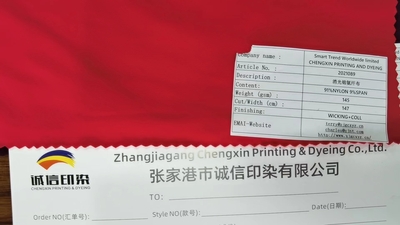 Company name :
Smart Trend Worldwide limited
CHENGXIN PRINTING AND DYEING
Article No. :
2021089
Description :
Content:
91%NYLON 9%SPAN
Weight (gsm) :
145
Cut/Width (cm) :
147
Finishing:
WICKING+COLL
EMAI-Website
诚信印染
CHENGXIN PRINTING & DYEING
Zhangjiagang Chengxin Printing & Dyeing Co.,Ltd.
张家港市诚信印染有限公司
TO:
Order NO(汇单号):
Style NO(款号):
Date(日期):